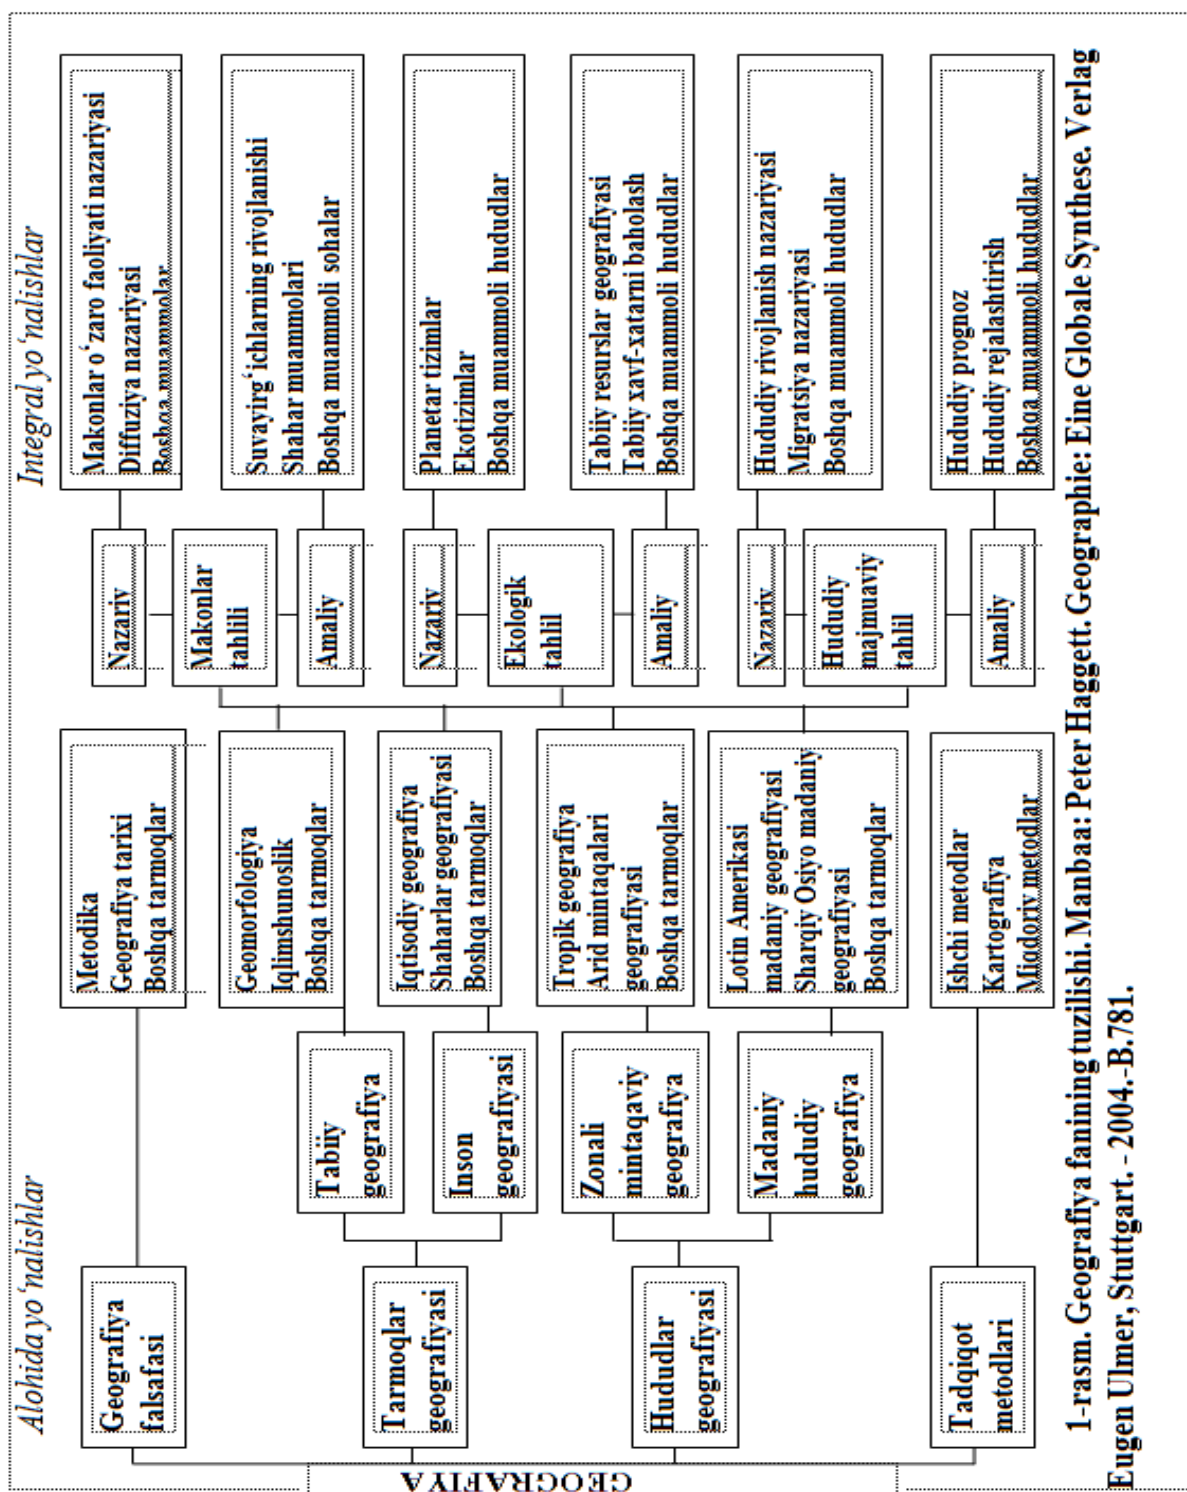 Alohida yo‘nalishlar
Integral yo‘nalishlar
GEOGRAFIYA
Geografiya
falsafasi
Metodika
Geografiya tarixi
Boshqa tarmoqlar
Tarmoqlar
geografiyasi
Tabiiy
geografiya
Geomorfologiya
Iqlimshunoslik
Boshqa tarmoqlar
Inson
geografiyasi
Iqtisodiy geografiya
Shaharlar geografiyasi
Boshqa tarmoqlar
Hududlar
geografiyasi
Zonali
mintaqaviy
geografiya
Tropik geografiya
Arid mintaqalari
geografiyasi
Boshqa tarmoqlar
Madaniy
hududiy
geografiya
Lotin Amerikasi
madaniy geografiyasi
Sharqiy Osiyo madaniy
geografiyasi
Boshqa tarmoqlar
Tadqiqot
metodlari
Ishchi metodlar
Kartografiya
Miqdoriy metodlar
Nazariy
Makonlar
tahlili
Amaliy
Makonlar o‘zaro faoliyati nazariyasi
Diffuziya nazariyasi
Boshqa muammolar
Suvayirg‘ichlarning rivojlanishi
Shahar muammolari
Boshqa muammoli sohalar
Nazariy
Ekologik
tahlil
Amaliy
Planetar tizimlar
Ekotizimlar
Boshqa muammoli hududlar
Tabiiy resurslar geografiyasi
Tabiiy xavf-xatarni baholash
Boshqa muammoli hududlar
Nazariy
Hududiy
majmuaviy
tahlil
Amaliy
Hududiy rivojlanish nazariyasi
Migratsiya nazariyasi
Boshqa muammoli hududlar
Hududiy prognoz
Hududiy rejalashtirish
Boshqa muammoli hududlar
1-rasm. Geografiya fanining tuzilishi. Manbaa: Peter Haggett. Geographie: Eine Globale Synthese. Verlag
Eugen Ulmer, Stuttgart. - 2004.-B.781.